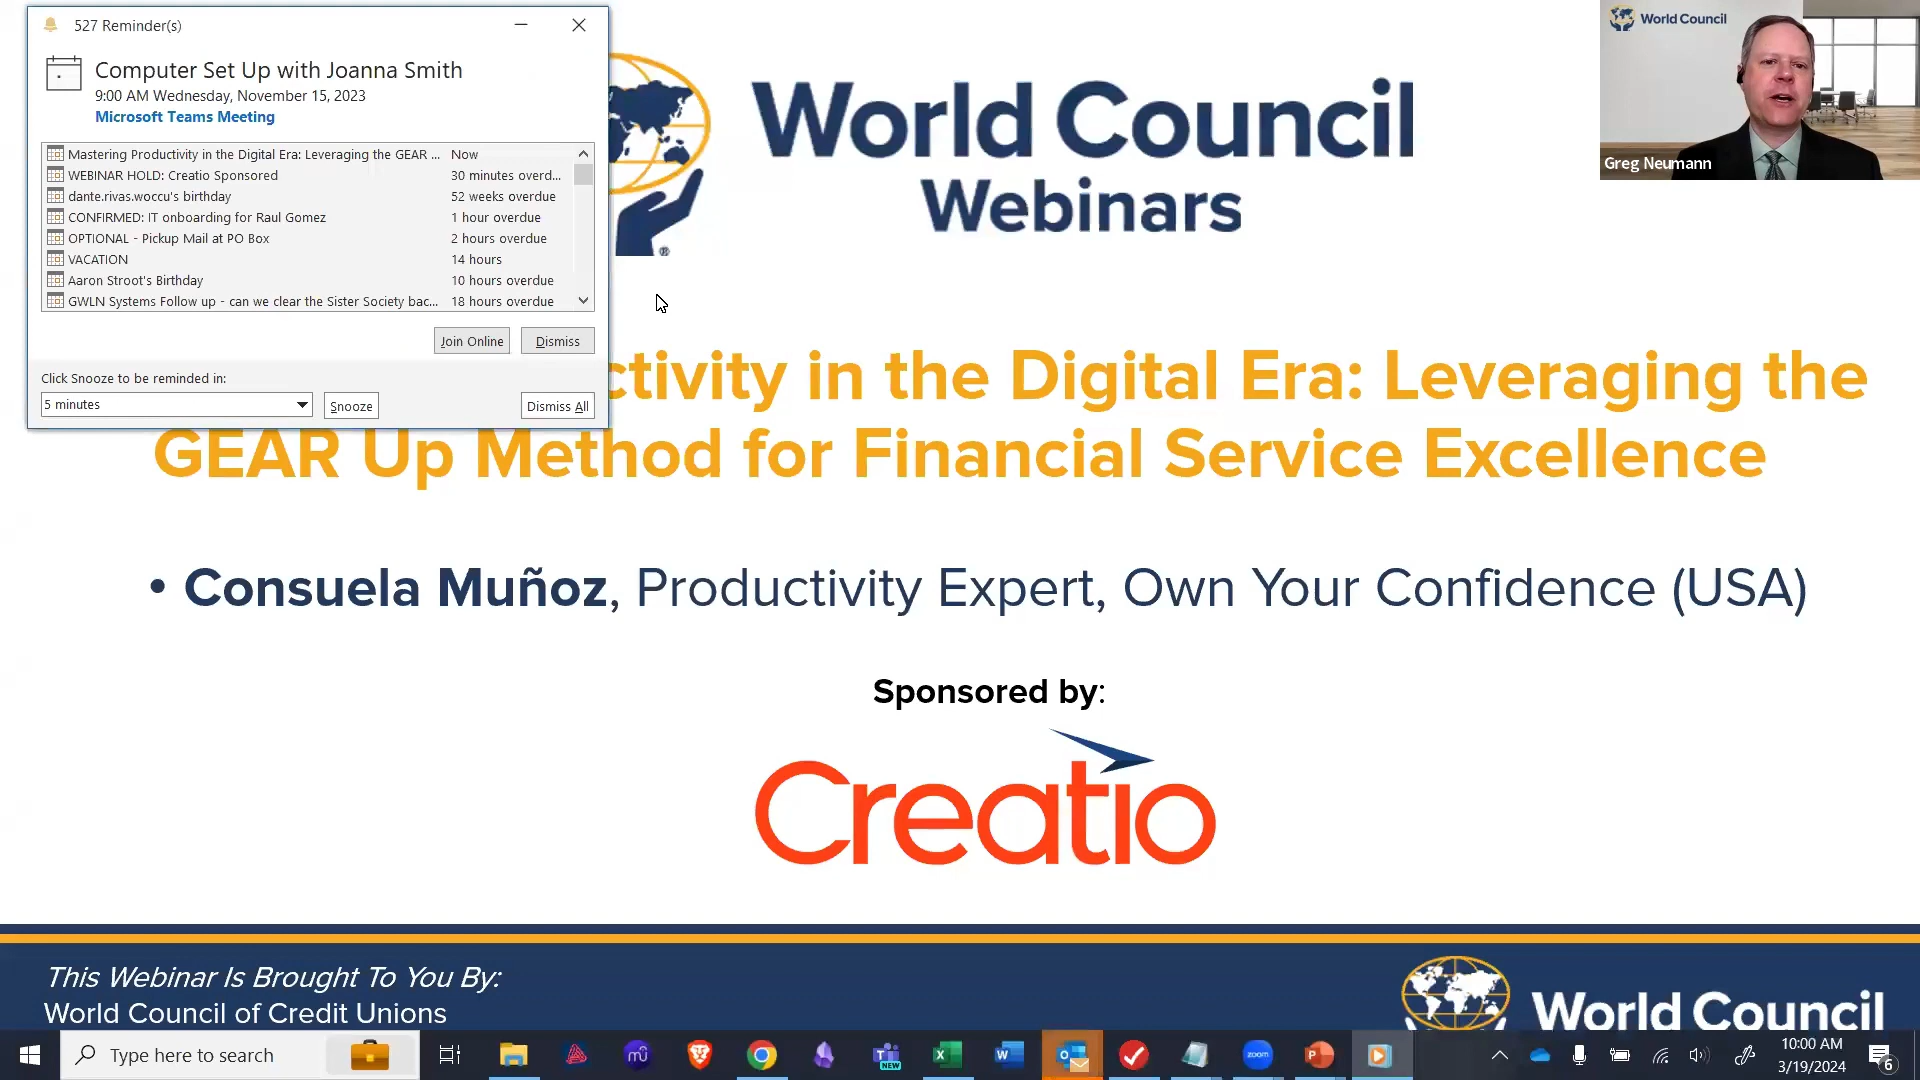 527 Reminder(s)
Computer Set Up with Joanna Smith
9:00 AM Wednesday, November 15, 2023
Microsoft Teams Meeting
Mastering Productivity in the Digital Era: Leveraging the GEAR ... Now
WEBINAR HOLD: Creatio Sponsored 30 minutes overd...
dante.rivas.woccu's birthday 52 weeks overdue
CONFIRMED: IT onboarding for Raul Gomez 1 hour overdue
OPTIONAL - Pickup Mail at PO Box 2 hours overdue
VACATION 14 hours
Aaron Stroot's Birthday 10 hours overdue
GWLN Systems Follow up - can we clear the Sister Society bac... 18 hours overdue
Join Online Dismiss
Click Snooze to be reminded in:
5 minutes Snooze Dismiss All
World Council
Webinars
®
World Council
Greg Neumann
ctivity in the Digital Era: Leveraging the
GEAR Up Method for Financial Service Excellence
• Consuela Muñoz, Productivity Expert, Own Your Confidence (USA)
Sponsored by:
Creatio
This Webinar Is Brought To You By:
World Council of Credit Unions
World Council
Type here to search
mū
NEW
zoom
10:00 AM
3/19/2024
6